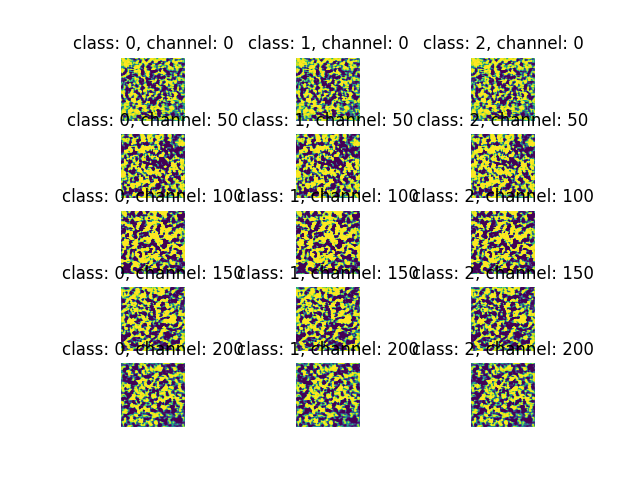 class: 0, channel: 0 class: 1, channel: 0 class: 2, channel: 0
class: 0, channel: 50 class: 1, channel: 50 class: 2, channel: 50
class: 0, channel: 100 class: 1, channel: 100 class: 2, channel: 100
class: 0, channel: 150 class: 1, channel: 150 class: 2, channel: 150
class: 0, channel: 200 class: 1, channel: 200 class: 2, channel: 200